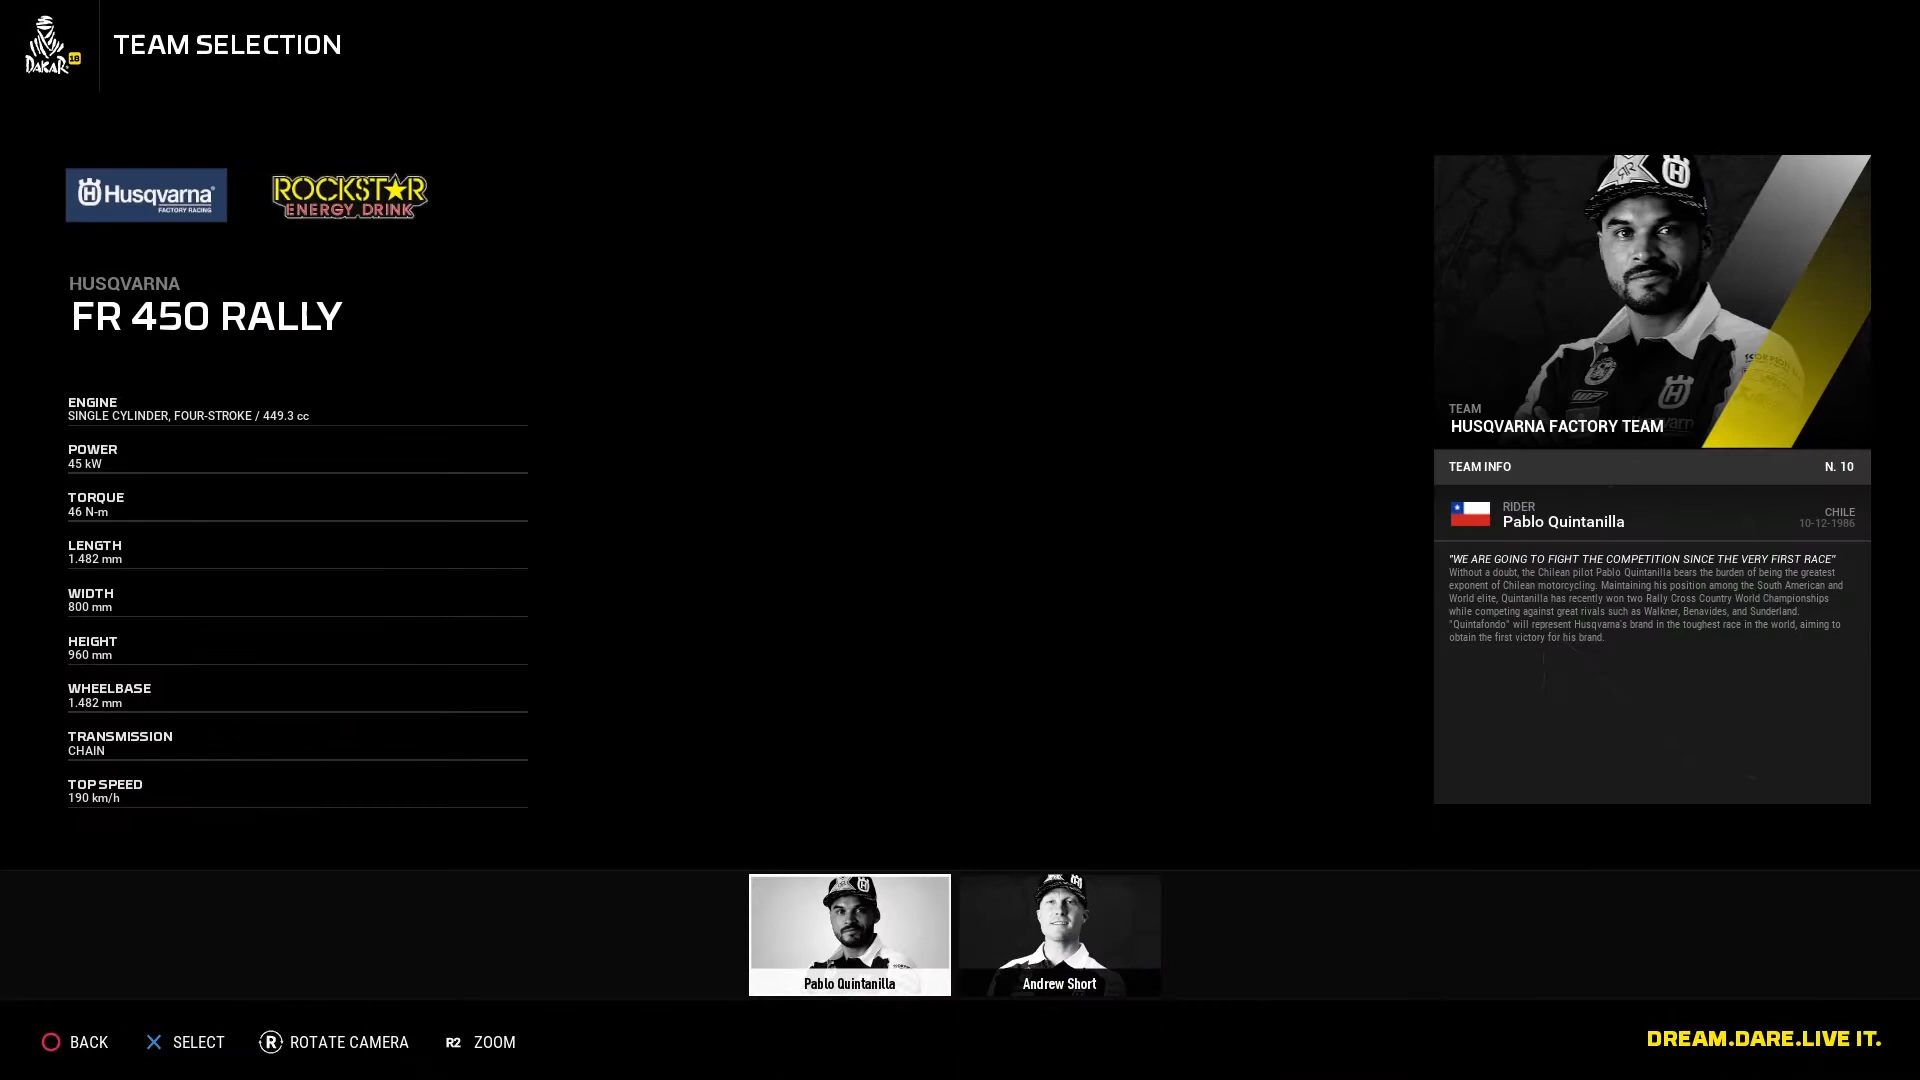 DAKAR 18
TEAM SELECTION
Husqvarna
FACTORY RACING
ROCKSTAR
ENERGY DRINK
HUSQVARNA
FR 450 RALLY
ENGINE
SINGLE CYLINDER, FOUR-STROKE / 449.3 cc
POWER
45 kW
TORQUE
46 N-m
LENGTH
1.482 mm
WIDTH
800 mm
HEIGHT
960 mm
WHEELBASE
1.482 mm
TRANSMISSION
CHAIN
TOP SPEED
190 km/h
TEAM
HUSQVARNA FACTORY TEAM
TEAM INFO N. 10
RIDER
Pablo Quintanilla
CHILE
10-12-1986
"WE ARE GOING TO FIGHT THE COMPETITION SINCE THE VERY FIRST RACE"
Without a doubt, the Chilean pilot Pablo Quintanilla bears the burden of being the greatest
exponent of Chilean motorcycling. Maintaining his position among the South American and
World elite, Quintanilla has recently won two Rally Cross Country World Championships
while competing against great rivals such as Walkner, Benavides, and Sunderland.
"Quintafondo" will represent Husqvarna's brand in the toughest race in the world, aiming to
obtain the first victory for his brand.
Pablo Quintanilla
Andrew Short
BACK
SELECT
R ROTATE CAMERA
R2 ZOOM
DREAM.DARE.LIVE IT.